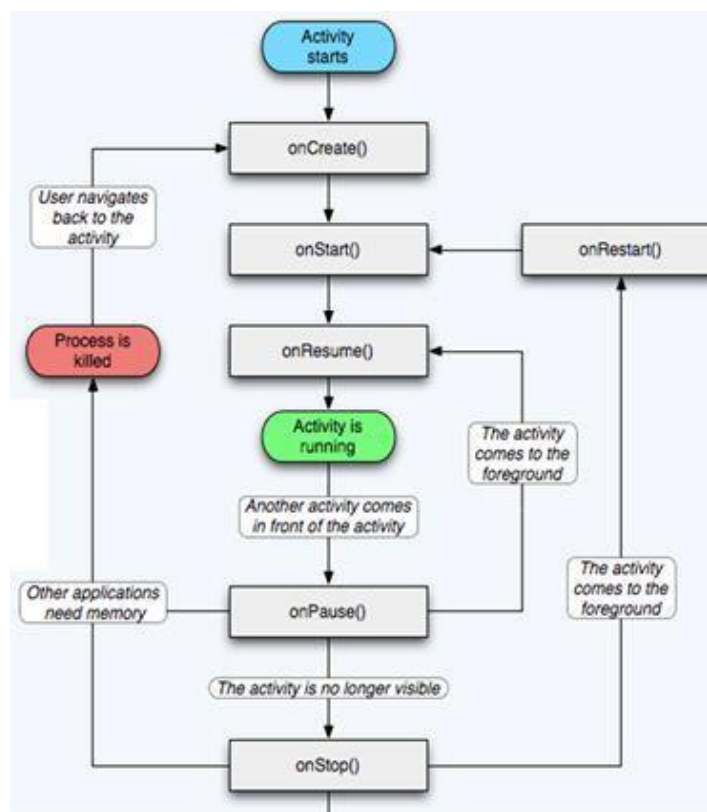 Activity
starts
onCreate()
User navigates
back to the
activity
onStart()
onRestart()
Process is
killed
onResume()
Activity is
running
The activity
comes to the
foreground
Another activity comes
in front of the activity
The activity
comes to the
foreground
Other applications
need memory
onPause()
The activity is no longer visible
onStop()